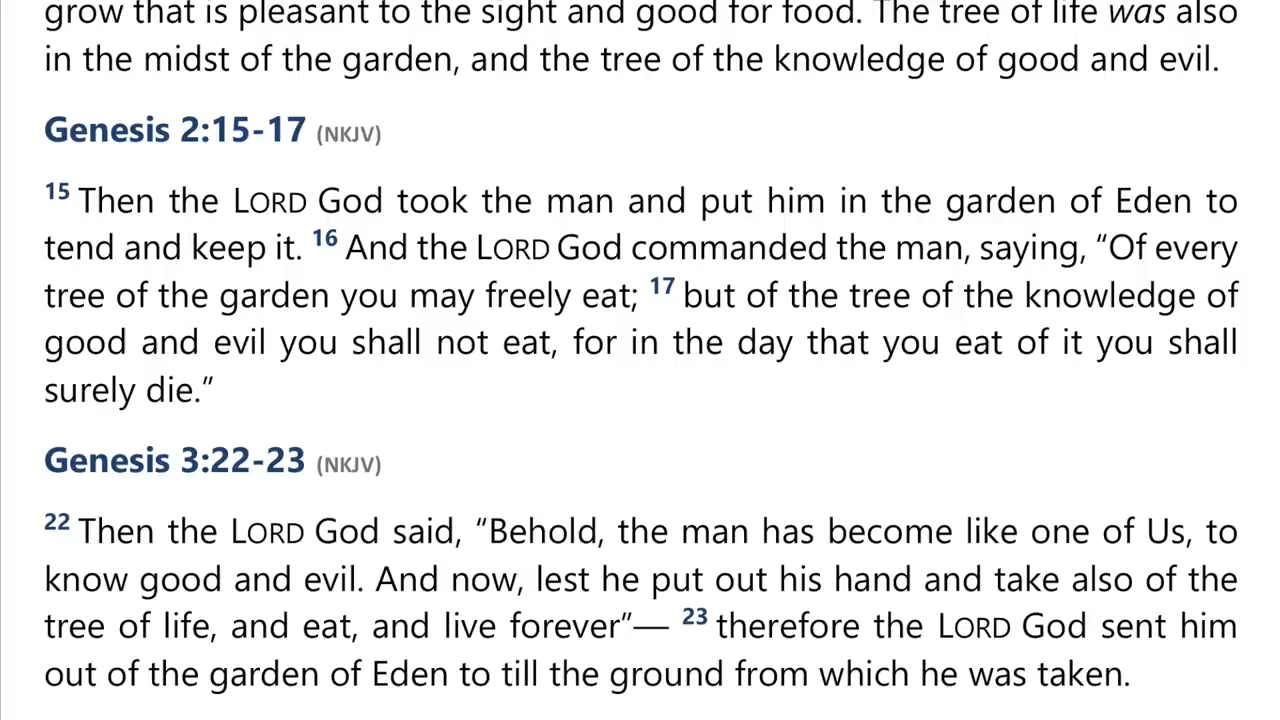 grow that is pleasant to the sight and good for food. The tree of life was also
in the midst of the garden, and the tree of the knowledge of good and evil.
Genesis 2:15-17 (NKJV)
15 Then the LORD God took the man and put him in the garden of Eden to
tend and keep it. 16 And the LORD God commanded the man, saying, “Of every
tree of the garden you may freely eat; 17 but of the tree of the knowledge of
good and evil you shall not eat, for in the day that you eat of it you shall
surely die.”
Genesis 3:22-23 (NKJV)
22 Then the LORD God said, “Behold, the man has become like one of Us, to
know good and evil. And now, lest he put out his hand and take also of the
tree of life, and eat, and live forever”— 23 therefore the LORD God sent him
out of the garden of Eden to till the ground from which he was taken.